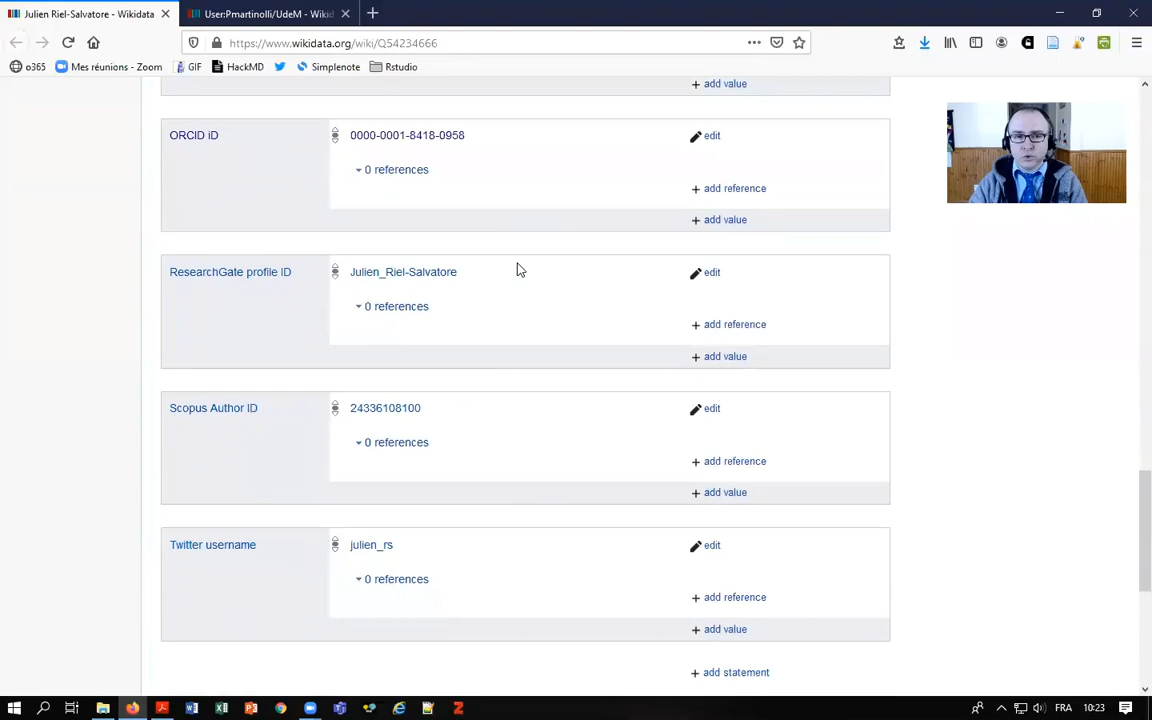 Julien Riel-Salvatore - Wikidata
User:Pmartinolli/UdeM - Wikid
https://www.wikidata.org/wiki/Q54234666
o365
Mes réunions - Zoom
GIF
HackMD
Simplenote
Rstudio
+ add value
ORCID iD
0000-0001-8418-0958
edit
0 references
+ add reference
+ add value
ResearchGate profile ID
Julien_Riel-Salvatore
edit
0 references
+ add reference
+ add value
Scopus Author ID
24336108100
edit
0 references
+ add reference
+ add value
Twitter username
julien_rs
edit
0 references
+ add reference
+ add value
+ add statement
FRA
10:23